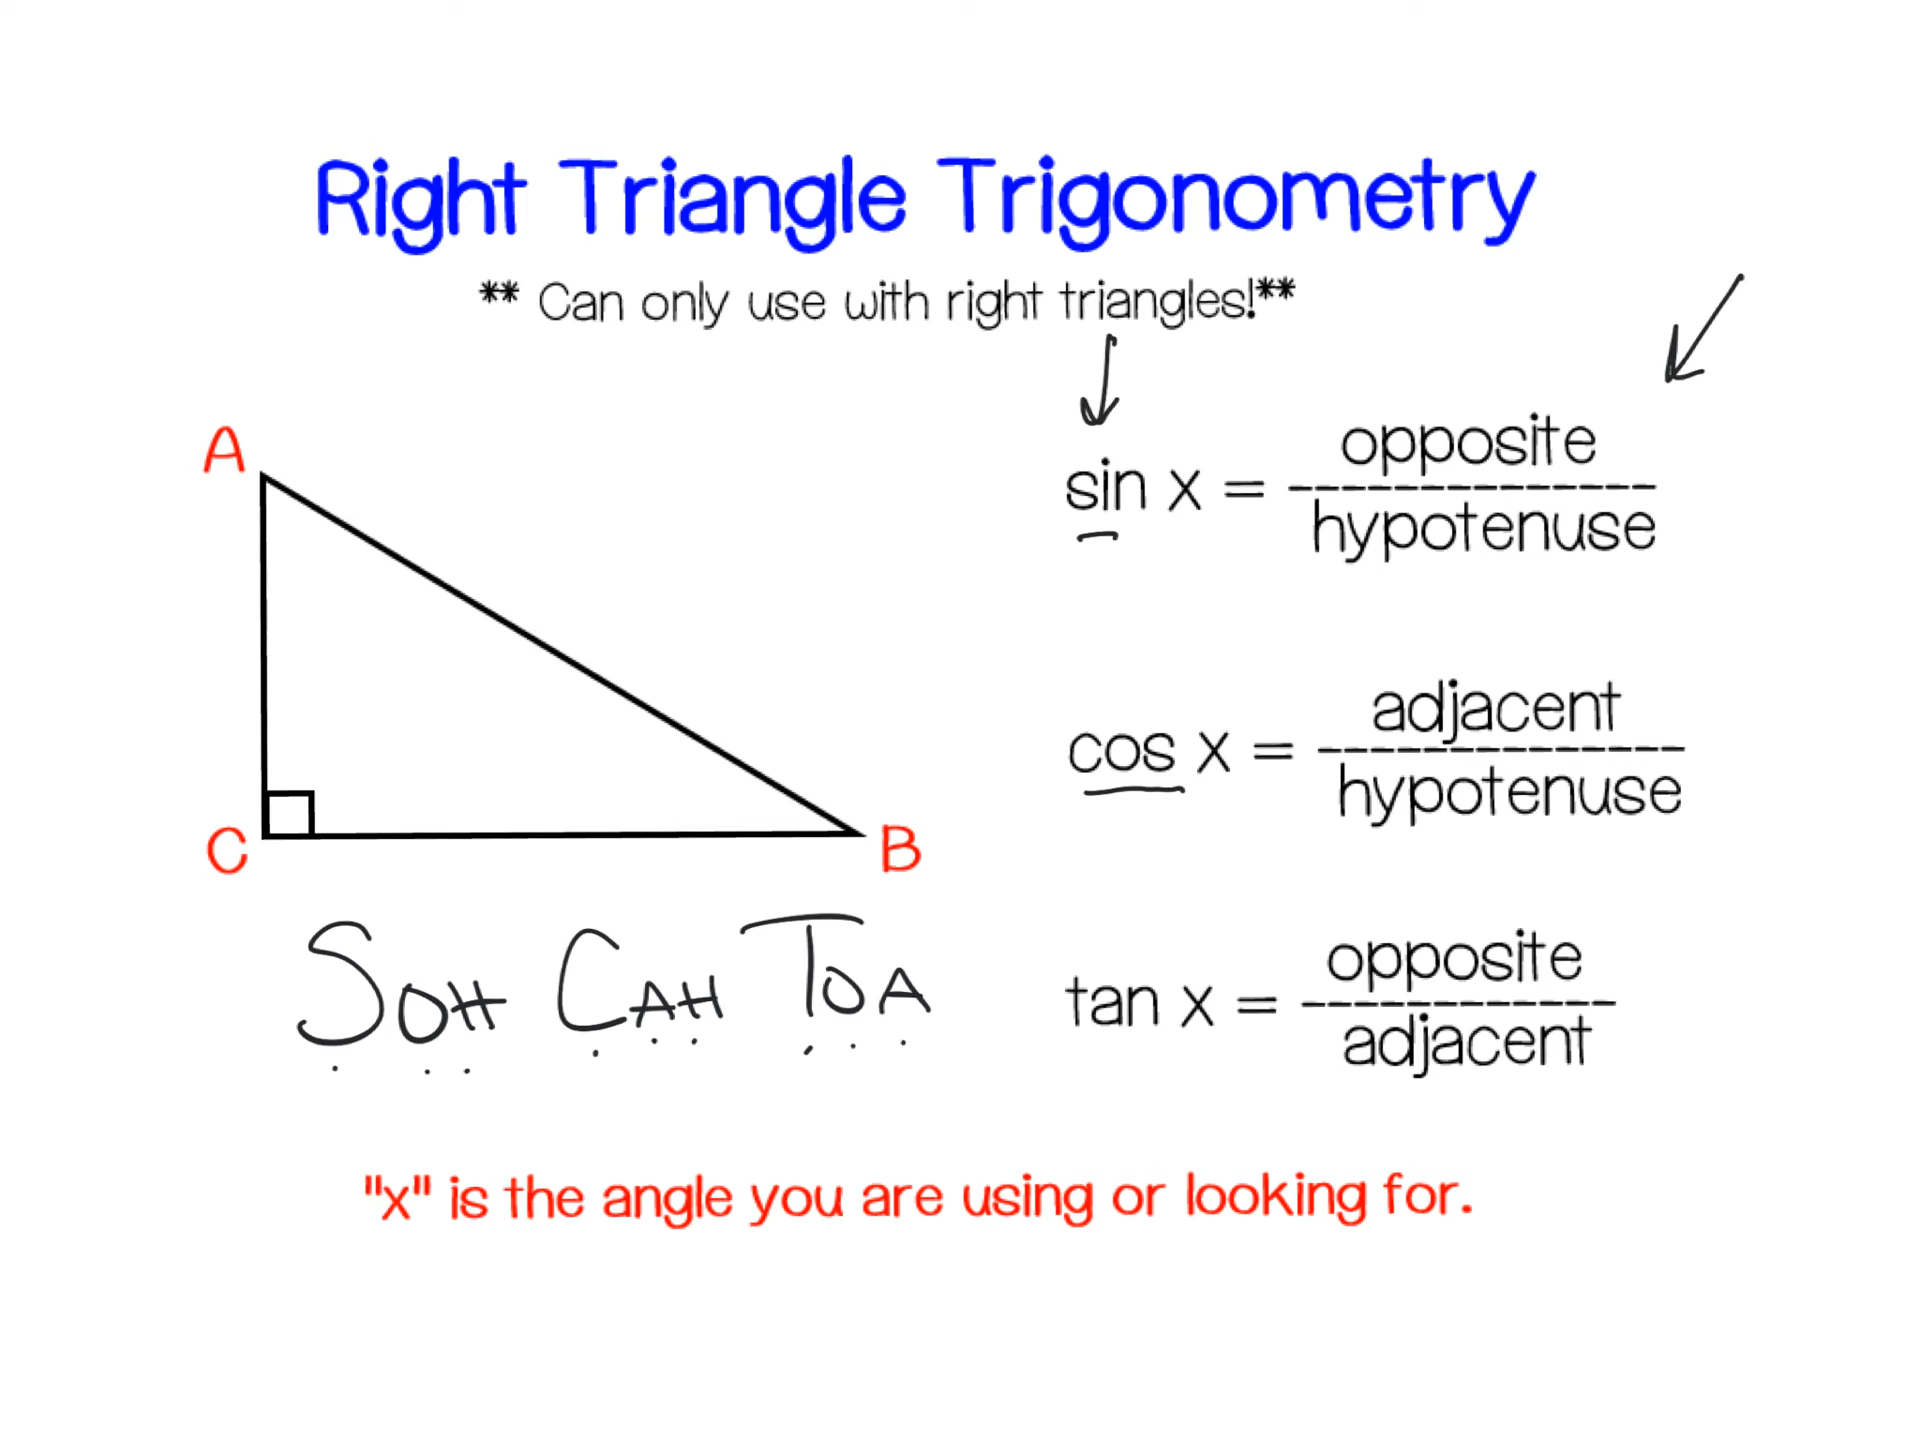 Right Triangle Trigonometry
** Can only use with right triangles!**
A
C
B
sin x = opposite
hypotenuse
cos x = adjacent
hypotenuse
tan x = opposite
adjacent
SOH CAH TOA
"x" is the angle you are using or looking for.